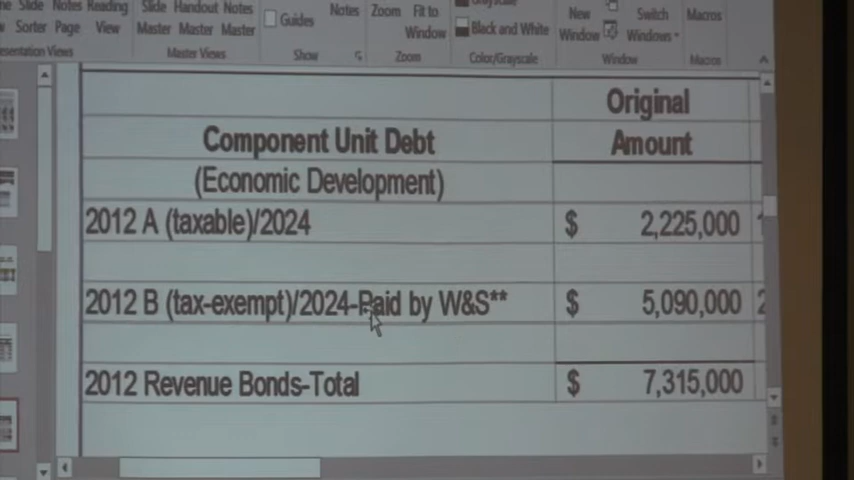 Slide Notes Reading Slide Handout Notes Notes Zoom Fit to Black and White New Switch Macros
Sorter Page View Master Master Master Guides Window Window Windows
Master Views Show Zoom Color/Grayscale Window Macros
Original
Component Unit Debt Amount
(Economic Development)
2012 A (taxable)/2024 $ 2,225,000
2012 B (tax-exempt)/2024-Paid by W&S** $ 5,090,000
2012 Revenue Bonds-Total $ 7,315,000